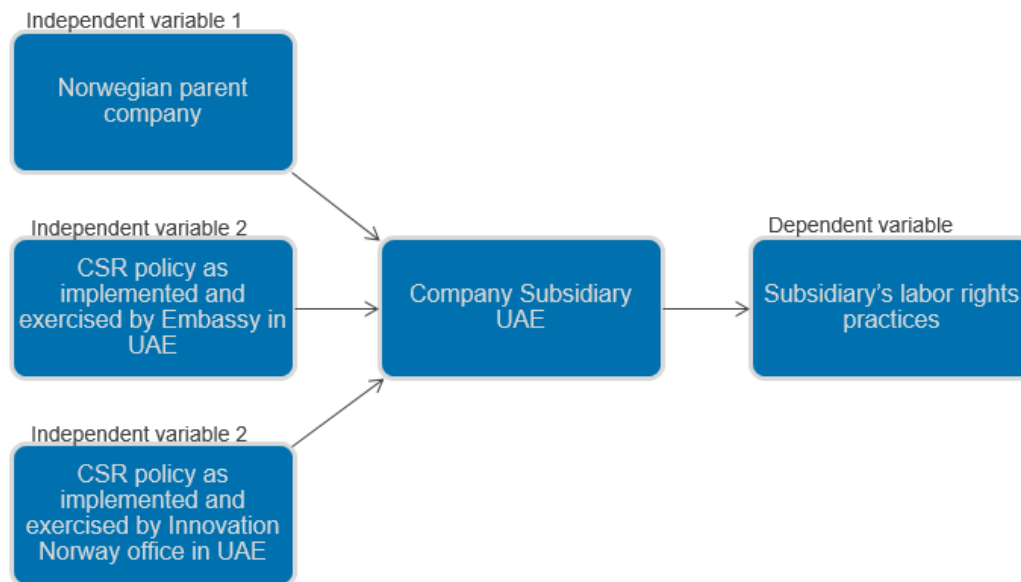 Independent variable 1
Norwegian parent
company
Independent variable 2
CSR policy as
implemented and
exercised by Embassy in
UAE
Company Subsidiary
UAE
Dependent variable
Subsidiary's labor rights
practices
Independent variable 2
CSR policy as
implemented and
exercised by Innovation
Norway office in UAE